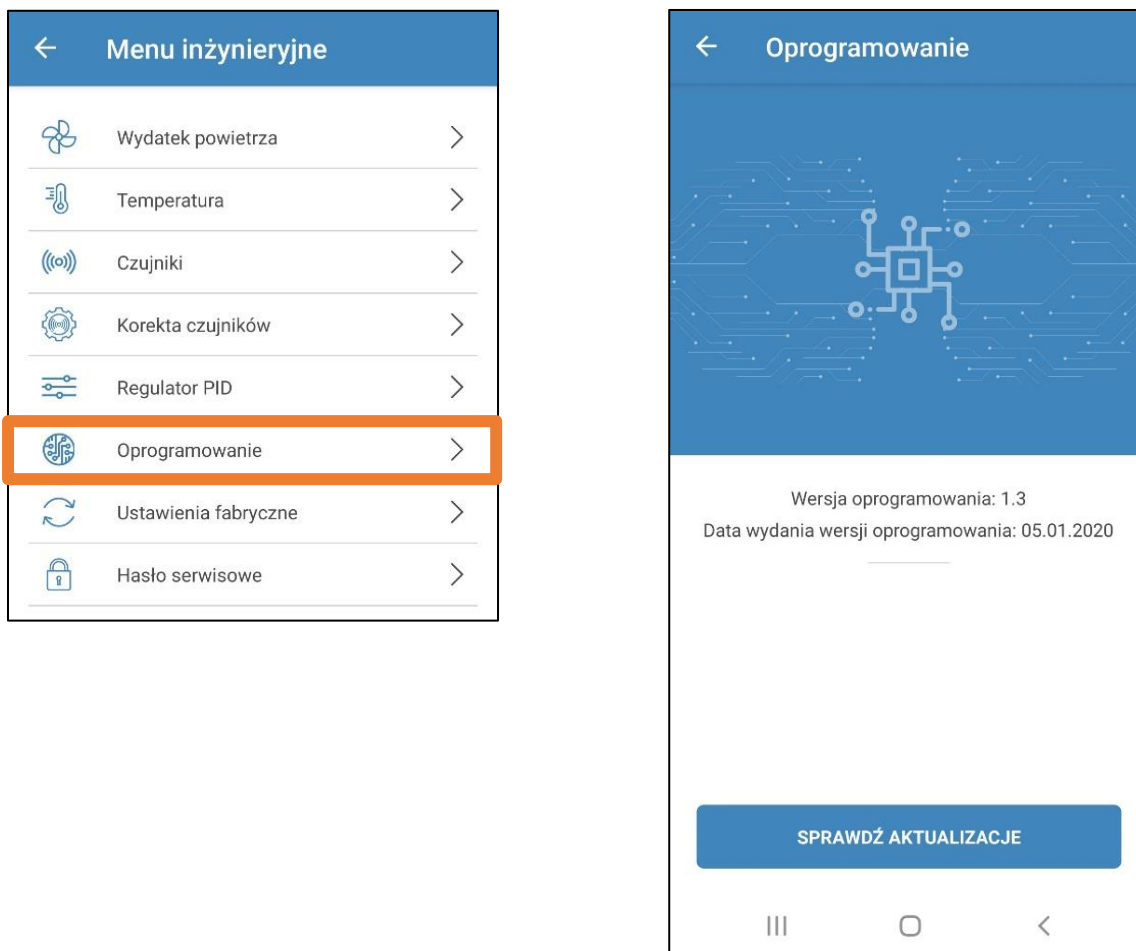 Menu inżynieryjne
Wydatek powietrza
Temperatura
Czujniki
Korekta czujników
Regulator PID
Oprogramowanie
Ustawienia fabryczne
Hasło serwisowe
Oprogramowanie
Wersja oprogramowania: 1.3
Data wydania wersji oprogramowania: 05.01.2020
SPRAWDŹ AKTUALIZACJE